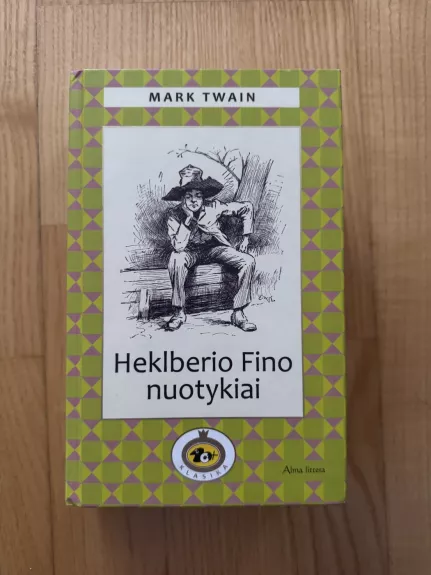 MARK TWAIN
Heklberio Fino
nuotykiai
KLASIKA
Alma littera